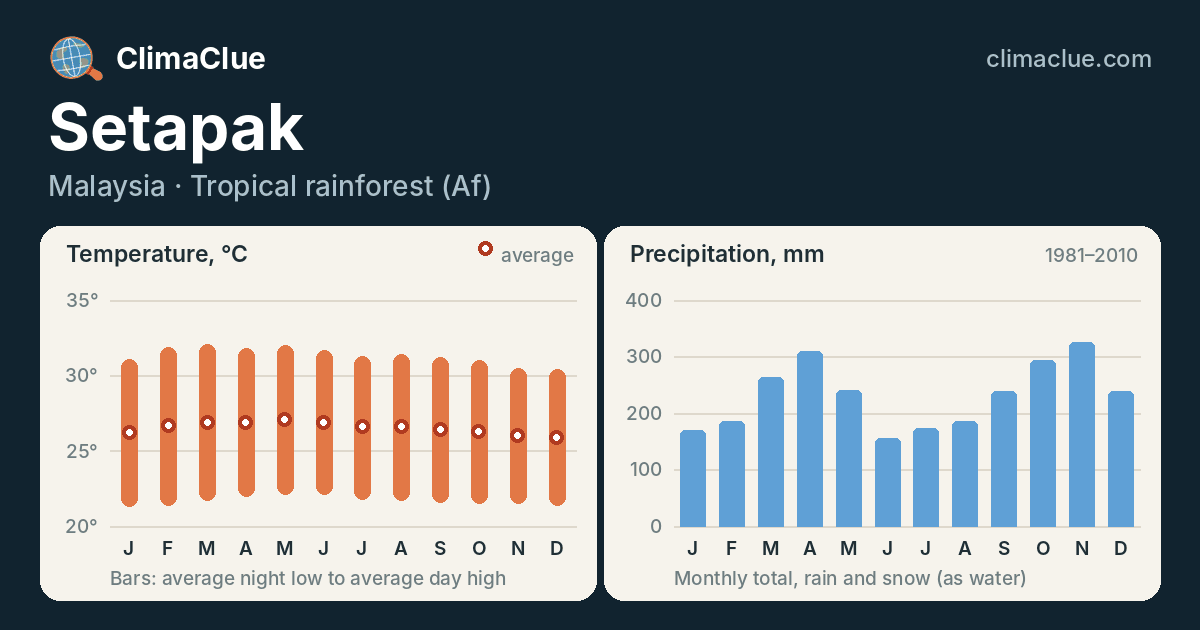 ClimaClue
climaclue.com
Setapak
Malaysia · Tropical rainforest (Af)
Temperature, °C
average
35°
30°
25°
20°
J F M A M J J A S O N D
Bars: average night low to average day high
Precipitation, mm
1981–2010
400
300
200
100
0
J F M A M J J A S O N D
Monthly total, rain and snow (as water)